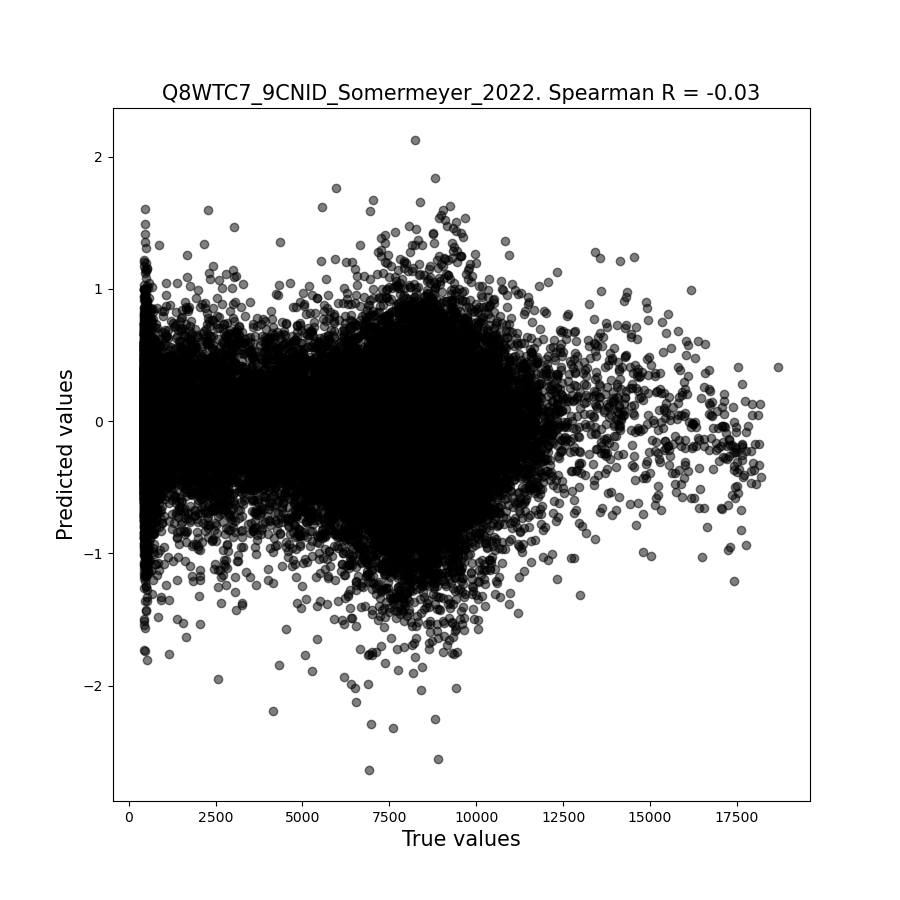 Q8WTC7_9CNID_Somermeyer_2022. Spearman R = -0.03
2
1
0
−1
−2
Predicted values
0 2500 5000 7500 10000 12500 15000 17500
True values